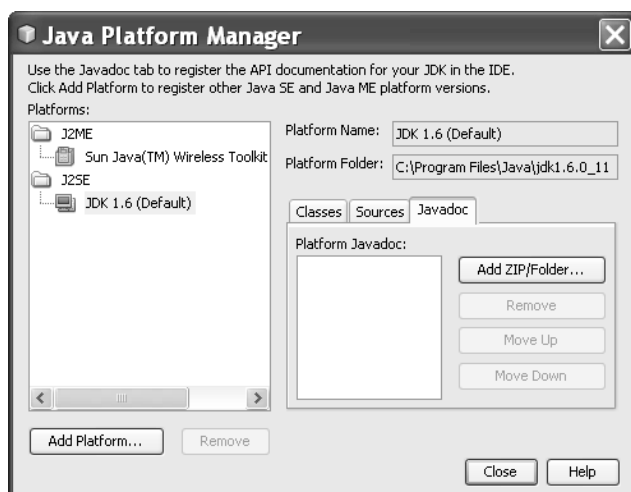 Java Platform Manager
Use the Javadoc tab to register the API documentation for your JDK in the IDE.
Click Add Platform to register other Java SE and Java ME platform versions.
Platforms:
J2ME
Sun Java(TM) Wireless Toolkit
J2SE
JDK 1.6 (Default)
Platform Name: JDK 1.6 (Default)
Platform Folder: C:\Program Files\Java\jdk1.6.0_11
Classes Sources Javadoc
Platform Javadoc:
Add ZIP/Folder...
Remove
Move Up
Move Down
Add Platform... Remove
Close Help